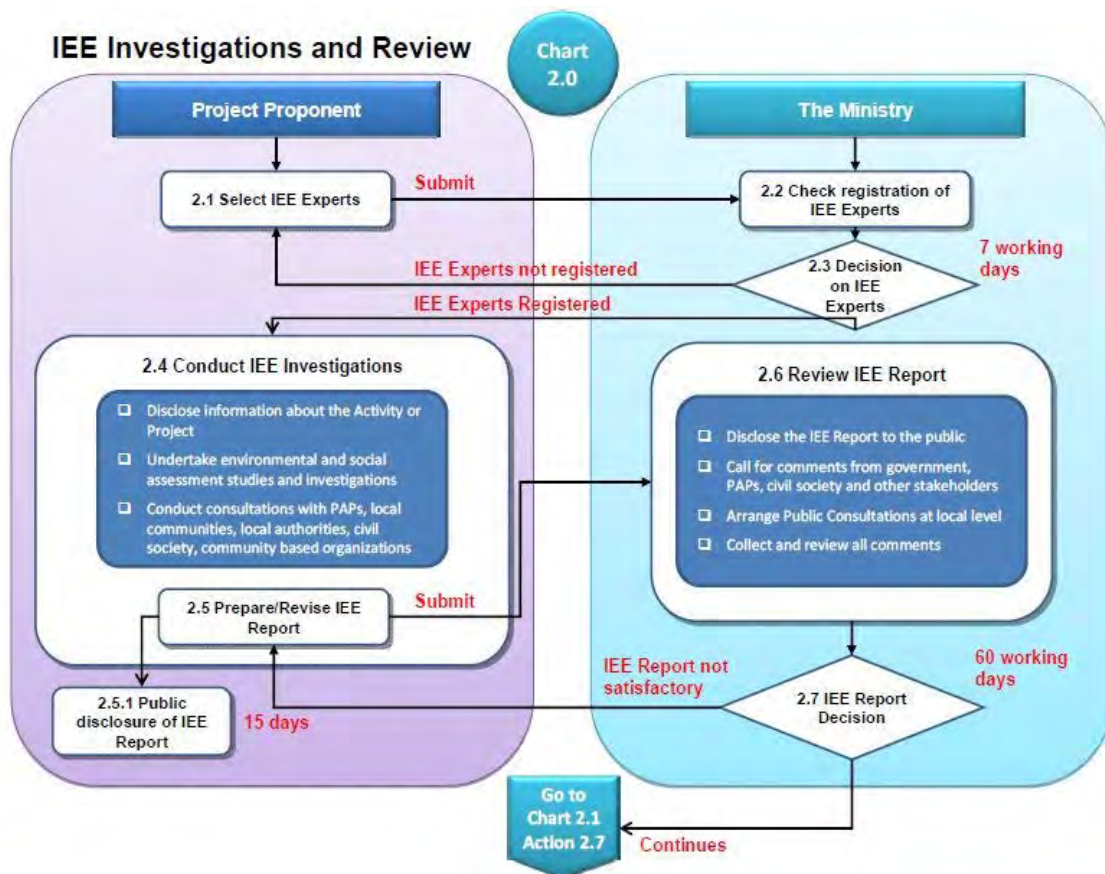 IEE Investigations and Review
Chart
2.0
Project Proponent
The Ministry
2.1 Select IEE Experts
Submit
2.2 Check registration of
IEE Experts
7 working
days
2.3 Decision
on IEE
Experts
IEE Experts not registered
IEE Experts Registered
2.4 Conduct IEE Investigations
Disclose information about the Activity or
Project
Undertake environmental and social
assessment studies and investigations
Conduct consultations with PAPs, local
communities, local authorities, civil
society, community based organizations
2.5 Prepare/Revise IEE
Report
Submit
2.5.1 Public
disclosure of IEE
Report
15 days
2.6 Review IEE Report
Disclose the IEE Report to the public
Call for comments from government,
PAPs, civil society and other stakeholders
Arrange Public Consultations at local level
Collect and review all comments
IEE Report not
satisfactory
60 working
days
2.7 IEE Report
Decision
Go to
Chart 2.1
Action 2.7
Continues